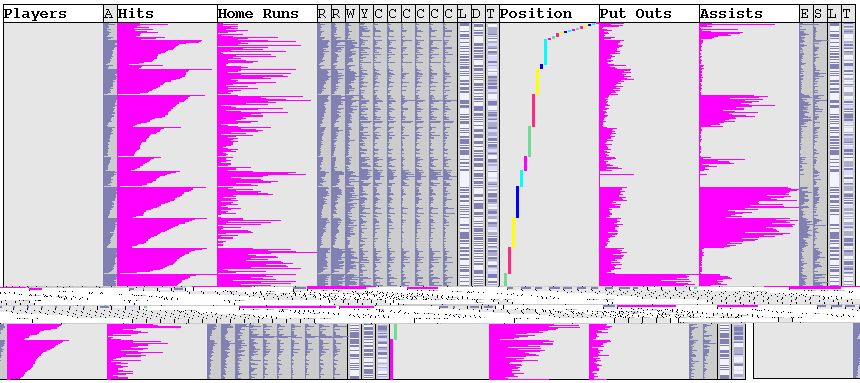 Players A Hits Home Runs R R W Y C C C C C C L D T Position Put Outs Assists E S L T